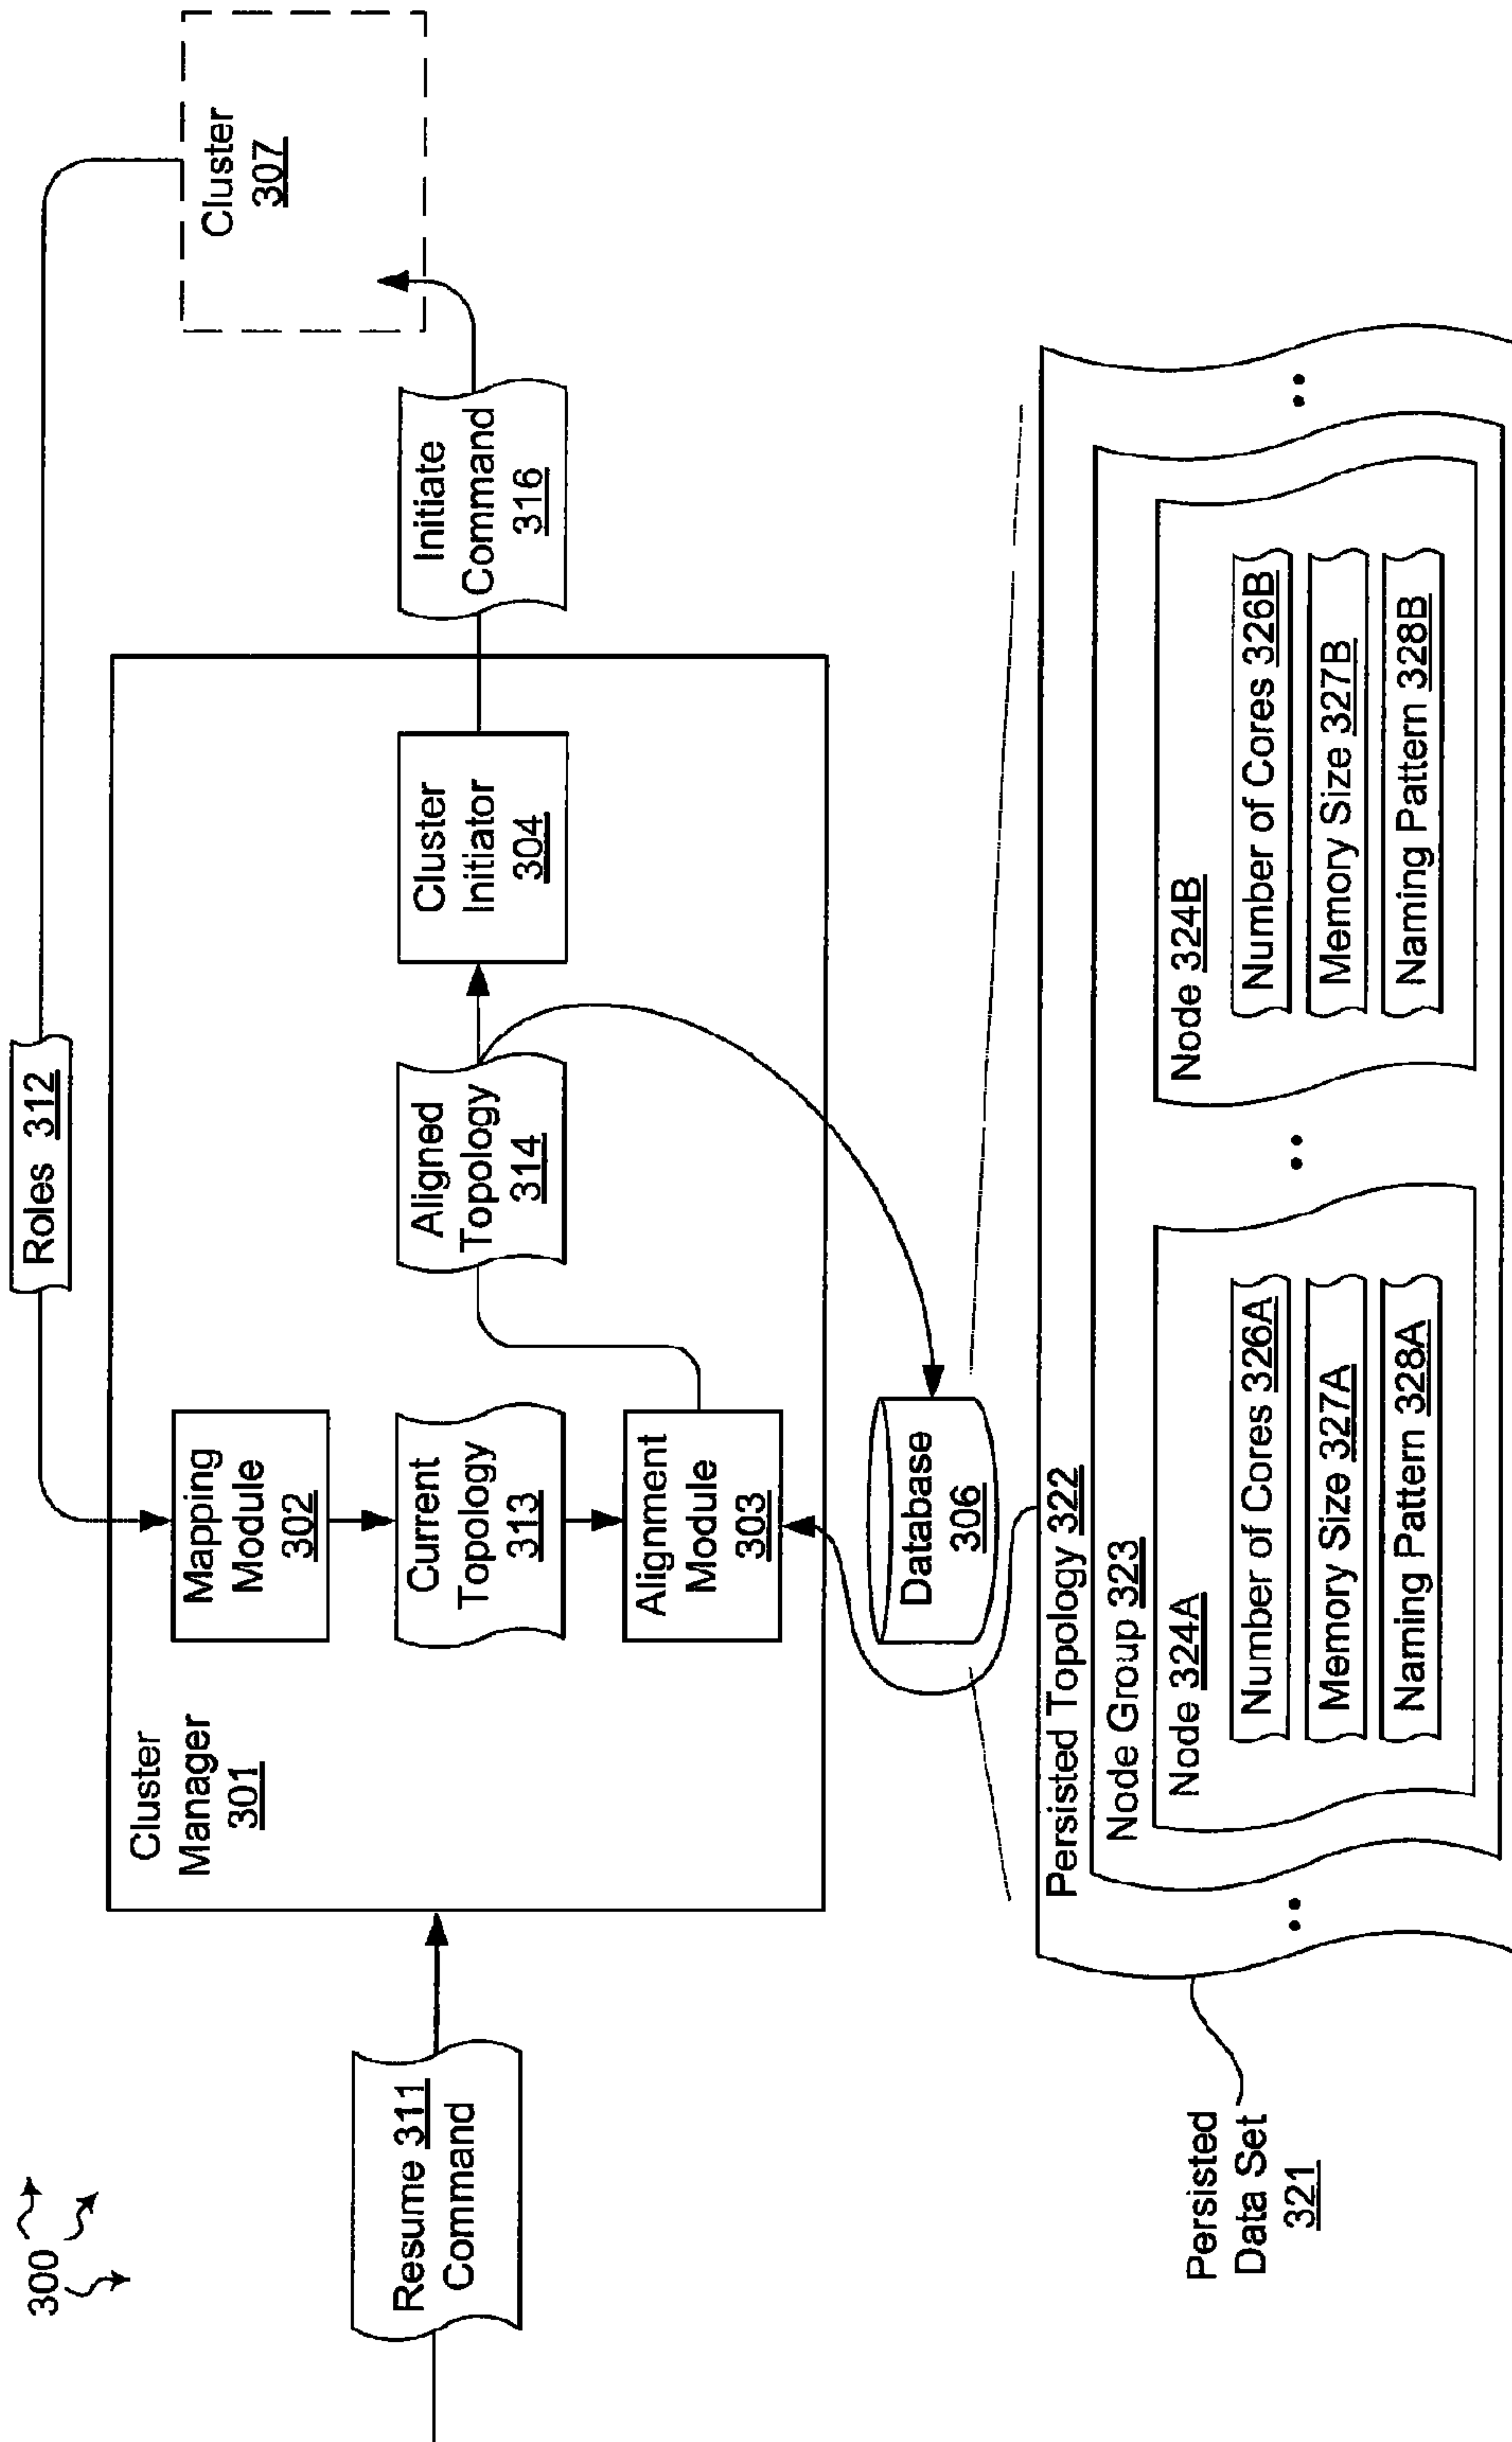 300
Resume 311
Command
Cluster
Manager
301
Roles 312
Mapping
Module
302
Current
Topology
313
Alignment
Module
303
Aligned
Topology
314
Cluster
Initiator
304
Initiate
Command
316
Cluster
307
Database
306
Persisted
Data Set
321
Persisted Topology 322
Node Group 323
Node 324A
Number of Cores 326A
Memory Size 327A
Naming Pattern 328A
Node 324B
Number of Cores 326B
Memory Size 327B
Naming Pattern 328B